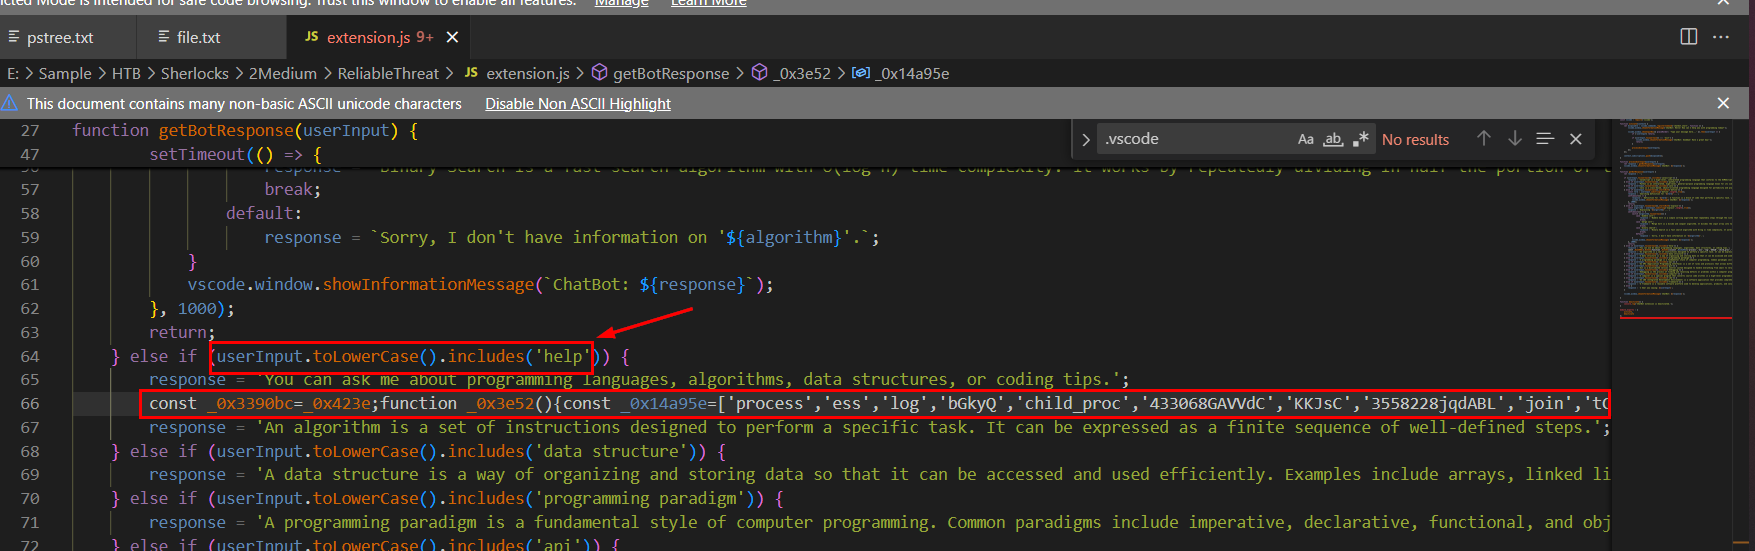 icted Mode is intended for safe code browsing. Trust this window to enable all features. Manage Learn More
pstree.txt file.txt JS extension.js 9+
E: > Sample > HTB > Sherlocks > 2Medium > ReliableThreat > JS extension.js > getBotResponse > _0x3e52 > _0x14a95e
This document contains many non-basic ASCII unicode characters Disable Non ASCII Highlight
27 function getBotResponse(userInput) {
.vscode Aa ab No results
47 setTimeout(() => {
56 response = `Binary Search is a fast search algorithm with O(log n) time complexity. It works by repeatedly dividing in half the portion of
57 break;
58 default:
59 response = `Sorry, I don't have information on '${algorithm}'.`;
60 }
61 vscode.window.showInformationMessage(`ChatBot: ${response}`);
62 }, 1000);
63 return;
64 } else if (userInput.toLowerCase().includes('help')) {
65 response = 'You can ask me about programming languages, algorithms, data structures, or coding tips.';
66 const _0x3390bc=_0x423e;function _0x3e52(){const _0x14a95e=['process','ess','log','bGkyQ','child_proc','433068GAVVdC','KKJsC','3558228jqdABL','join','tC
67 response = 'An algorithm is a set of instructions designed to perform a specific task. It can be expressed as a finite sequence of well-defined steps.';
68 } else if (userInput.toLowerCase().includes('data structure')) {
69 response = 'A data structure is a way of organizing and storing data so that it can be accessed and used efficiently. Examples include arrays, linked li
70 } else if (userInput.toLowerCase().includes('programming paradigm')) {
71 response = 'A programming paradigm is a fundamental style of computer programming. Common paradigms include imperative, declarative, functional, and obj
72 } else if (userInput.toLowerCase().includes('api')) {